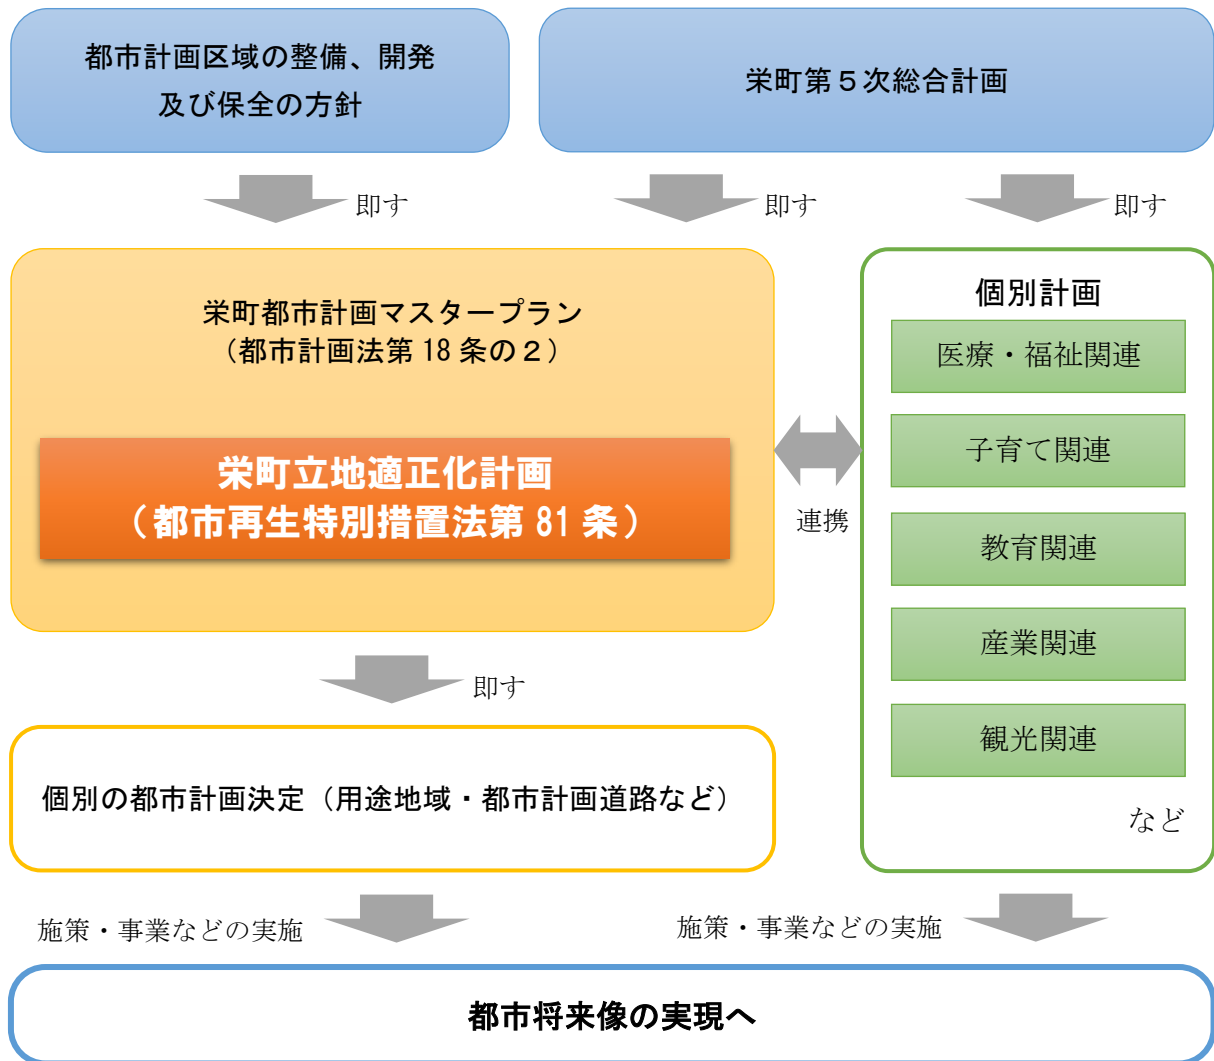 都市計画区域の整備、開発
及び保全の方針
栄町第５次総合計画
即す
即す
即す
栄町都市計画マスタープラン
（都市計画法第 18 条の２）
栄町立地適正化計画
（都市再生特別措置法第 81 条）
連携
個別計画
医療・福祉関連
子育て関連
教育関連
産業関連
観光関連
など
即す
個別の都市計画決定（用途地域・都市計画道路など）
施策・事業などの実施
施策・事業などの実施
都市将来像の実現へ